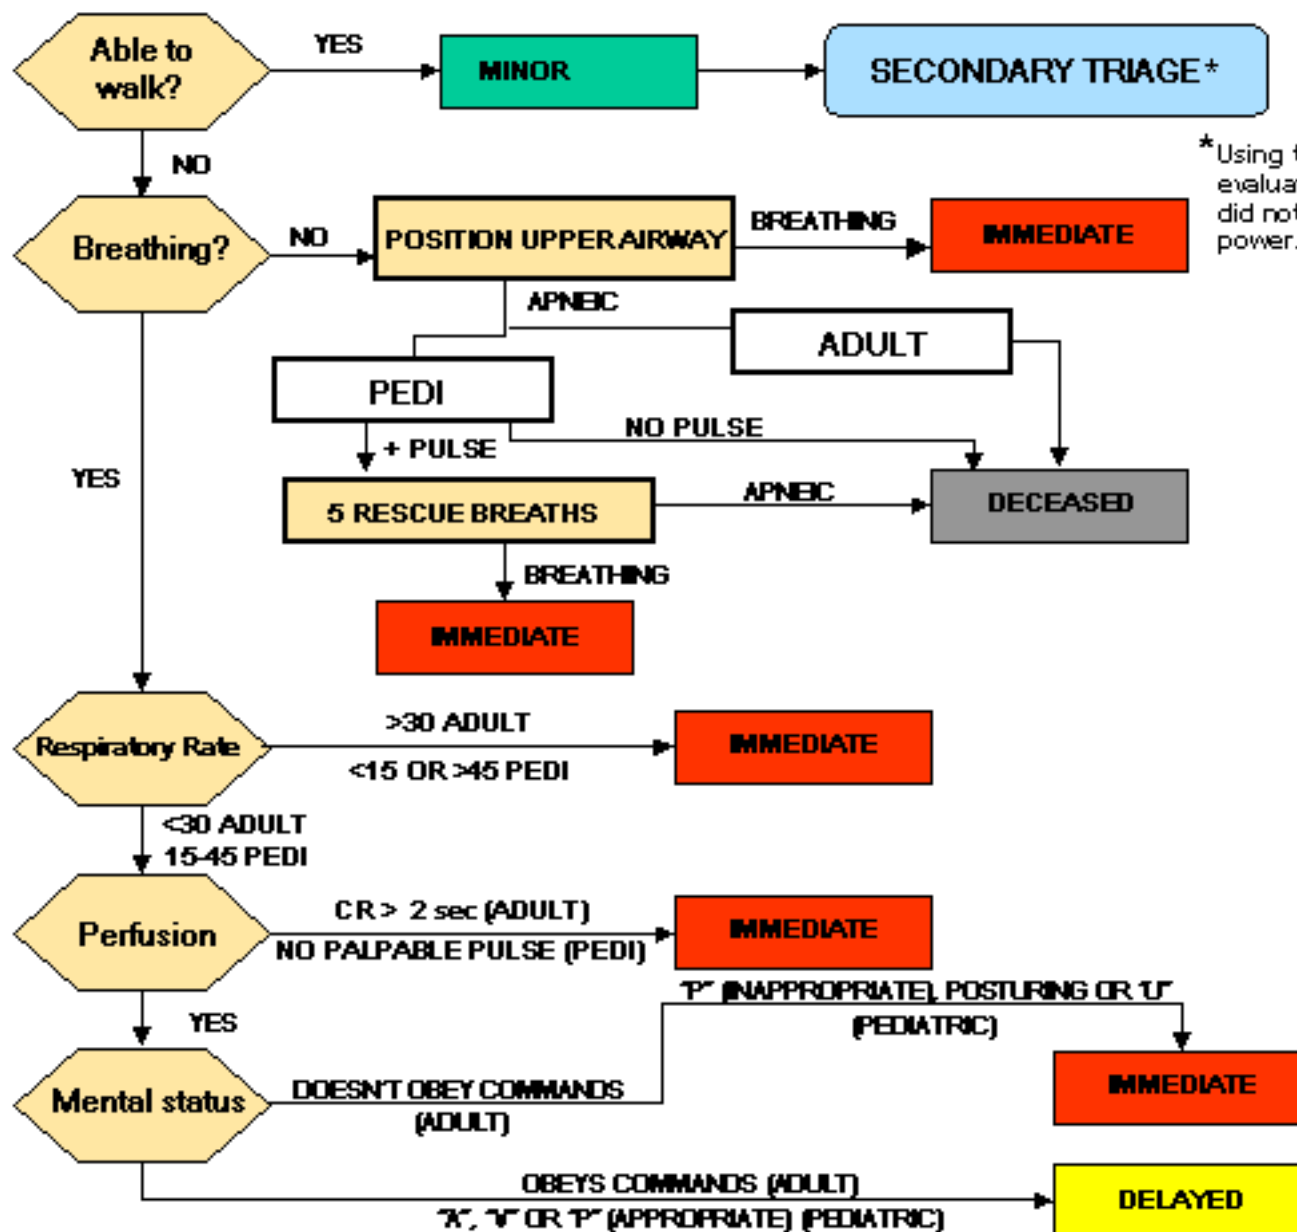 Able to
walk?
YES
MINOR
SECONDARY TRIAGE*
NO
*Using
evaluat
did not
power.
Breathing?
NO
POSITION UPPER AIRWAY
BREATHING
IMMEDIATE
APNEIC
ADULT
PEDI
NO PULSE
+ PULSE
YES
5 RESCUE BREATHS
APNEIC
DECEASED
BREATHING
IMMEDIATE
Respiratory Rate
>30 ADULT
<15 OR >45 PEDI
IMMEDIATE
<30 ADULT
15-45 PEDI
Perfusion
CR > 2 sec (ADULT)
NO PALPABLE PULSE (PEDI)
IMMEDIATE
"P" (INAPPROPRIATE), POSTURING OR "U"
(PEDIATRIC)
YES
Mental status
DOESN'T OBEY COMMANDS
(ADULT)
IMMEDIATE
OBEYS COMMANDS (ADULT)
"A", "V" OR "P" (APPROPRIATE) (PEDIATRIC)
DELAYED